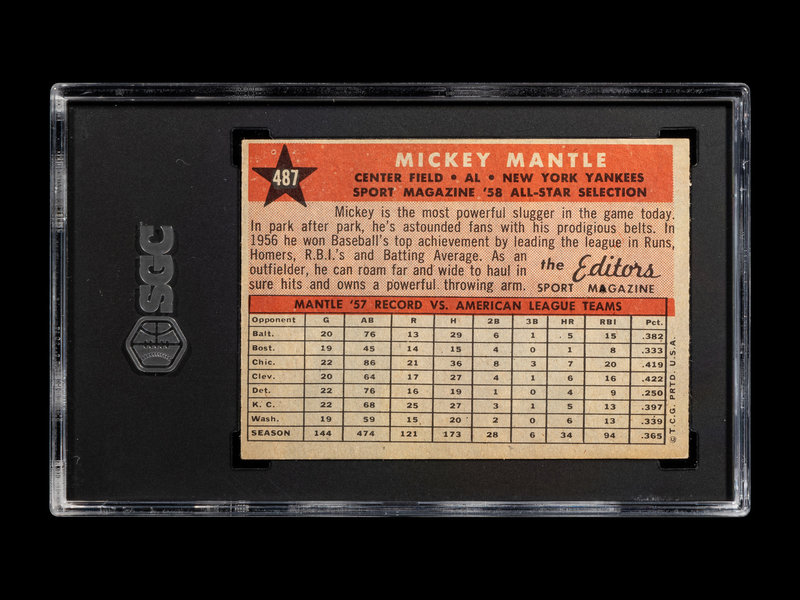 SGC
487
MICKEY MANTLE
CENTER FIELD • AL • NEW YORK YANKEES
SPORT MAGAZINE '58 ALL-STAR SELECTION
Mickey is the most powerful slugger in the game today.
In park after park, he's astounded fans with his prodigious belts. In
1956 he won Baseball's top achievement by leading the league in Runs,
Homers, R.B.I.'s and Batting Average. As an
outfielder, he can roam far and wide to haul in
sure hits and owns a powerful throwing arm.
the Editors
SPORT MAGAZINE
MANTLE '57 RECORD VS. AMERICAN LEAGUE TEAMS
Opponent G AB R H 2B 3B HR RBI Pct.
Balt. 20 76 13 29 6 1 5 15 .382
Bost. 19 45 14 15 4 0 1 8 .333
Chic. 22 86 21 36 8 3 7 20 .419
Clev. 20 64 17 27 4 1 6 16 .422
Det. 22 76 16 19 1 0 4 9 .250
K. C. 22 68 25 27 3 1 5 13 .397
Wash. 19 59 15 20 2 0 6 13 .339
SEASON 144 474 121 173 28 6 34 94 .365
© T.C.G. PRTD. U.S.A.